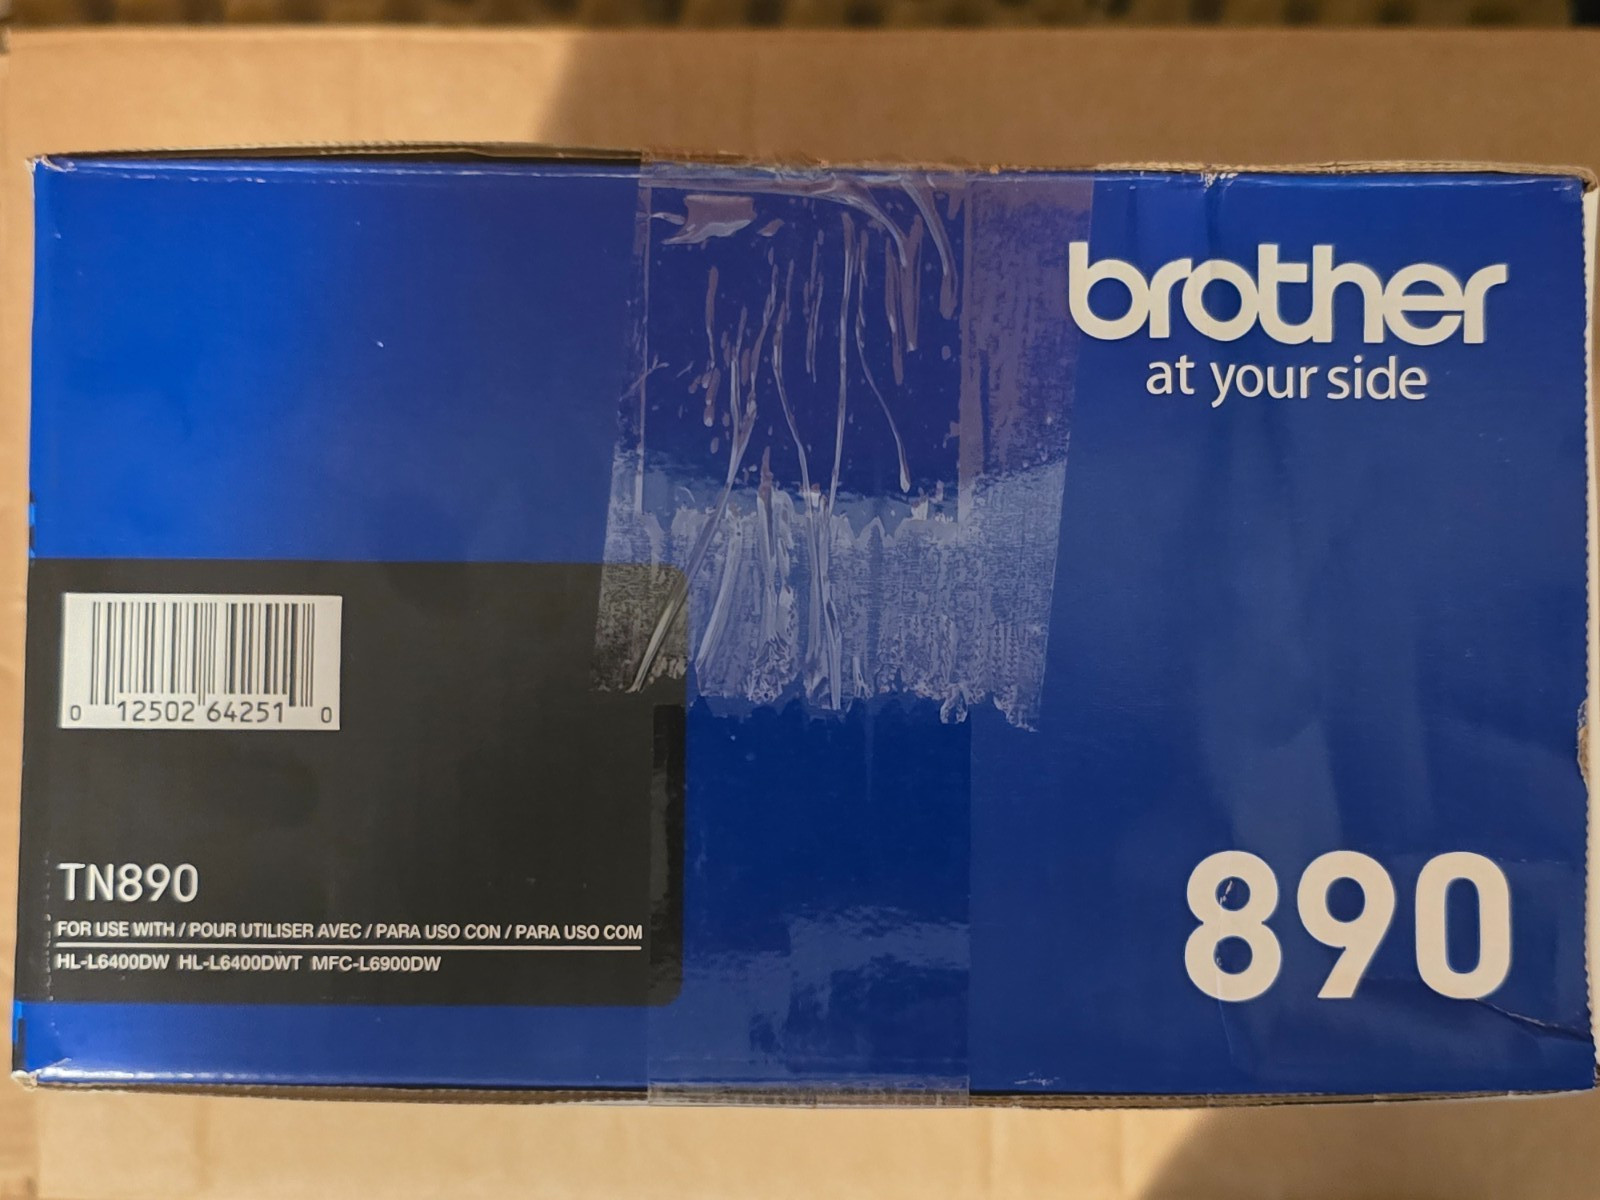 brother
at your side
0 12502 64251 0
TN890
FOR USE WITH / POUR UTILISER AVEC / PARA USO CON / PARA USO COM
HL-L6400DW HL-L6400DWT MFC-L6900DW
890